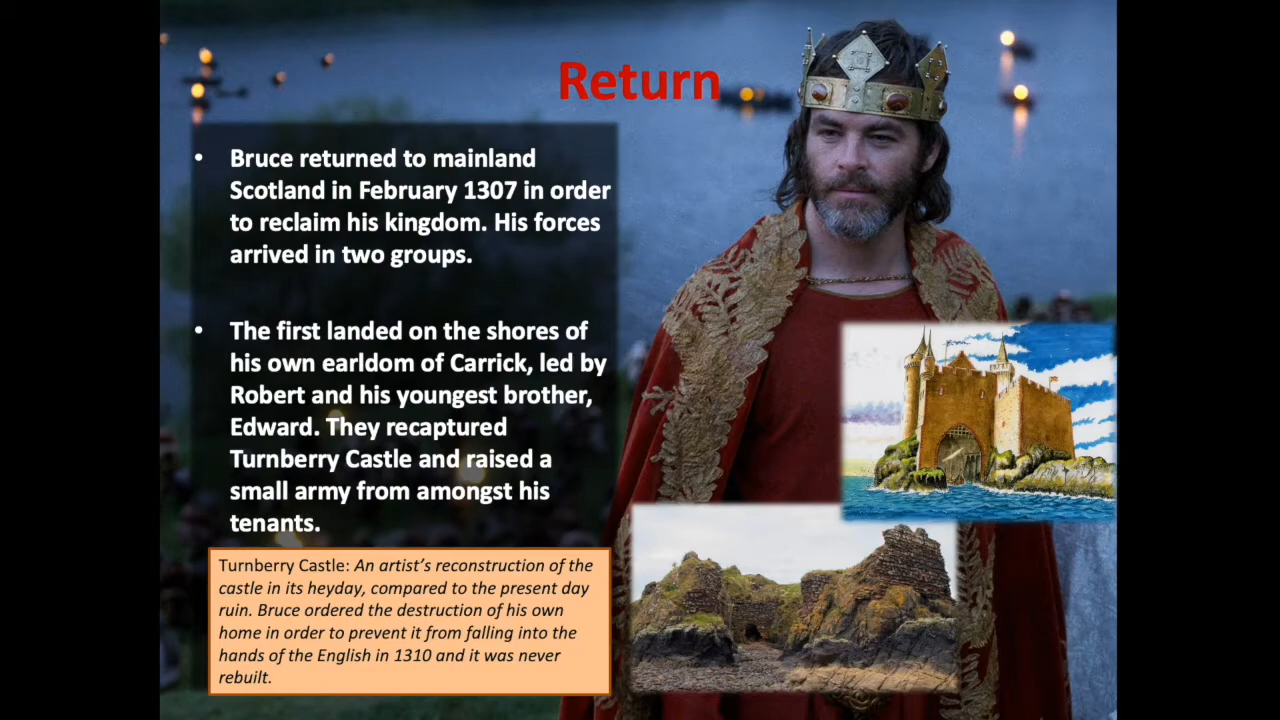 Return
• Bruce returned to mainland
Scotland in February 1307 in order
to reclaim his kingdom. His forces
arrived in two groups.
• The first landed on the shores of
his own earldom of Carrick, led by
Robert and his youngest brother,
Edward. They recaptured
Turnberry Castle and raised a
small army from amongst his
tenants.
Turnberry Castle: An artist’s reconstruction of the
castle in its heyday, compared to the present day
ruin. Bruce ordered the destruction of his own
home in order to prevent it from falling into the
hands of the English in 1310 and it was never
rebuilt.